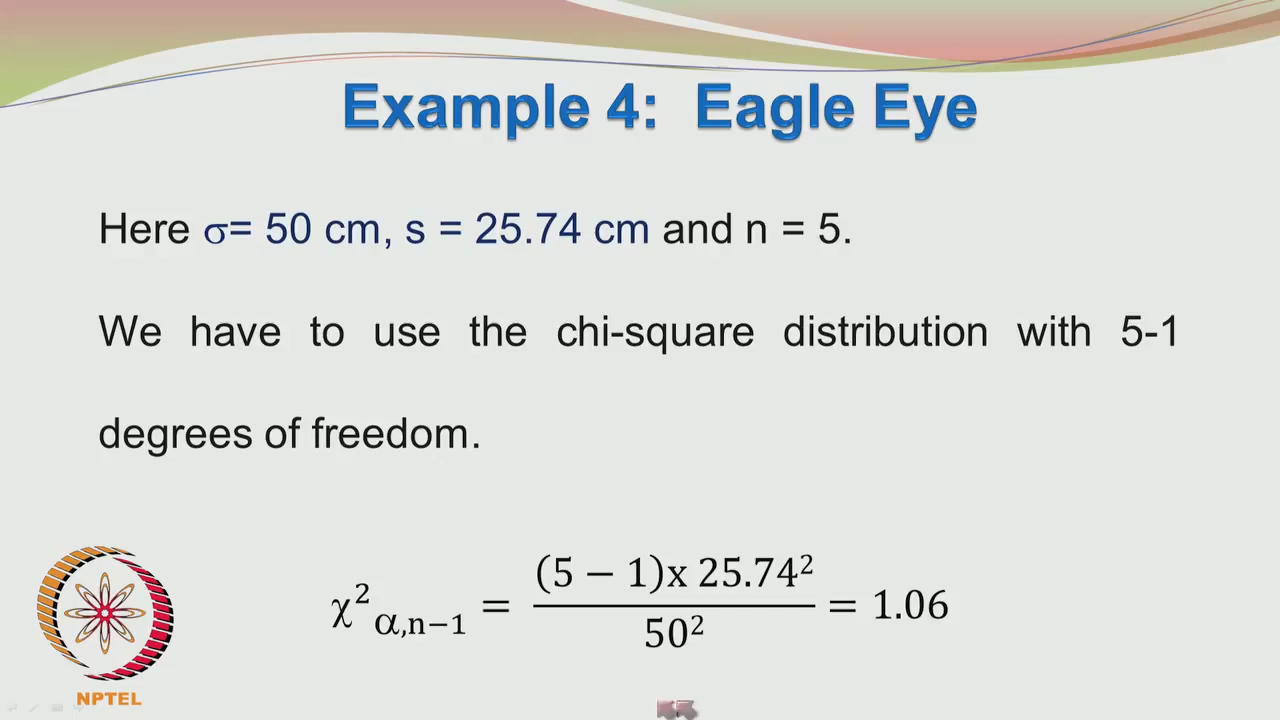 Example 4: Eagle Eye
Here σ= 50 cm, s = 25.74 cm and n = 5.
We have to use the chi-square distribution with 5-1
degrees of freedom.
χ²α,n−1 = (5 − 1)x 25.74² / 50² = 1.06
NPTEL